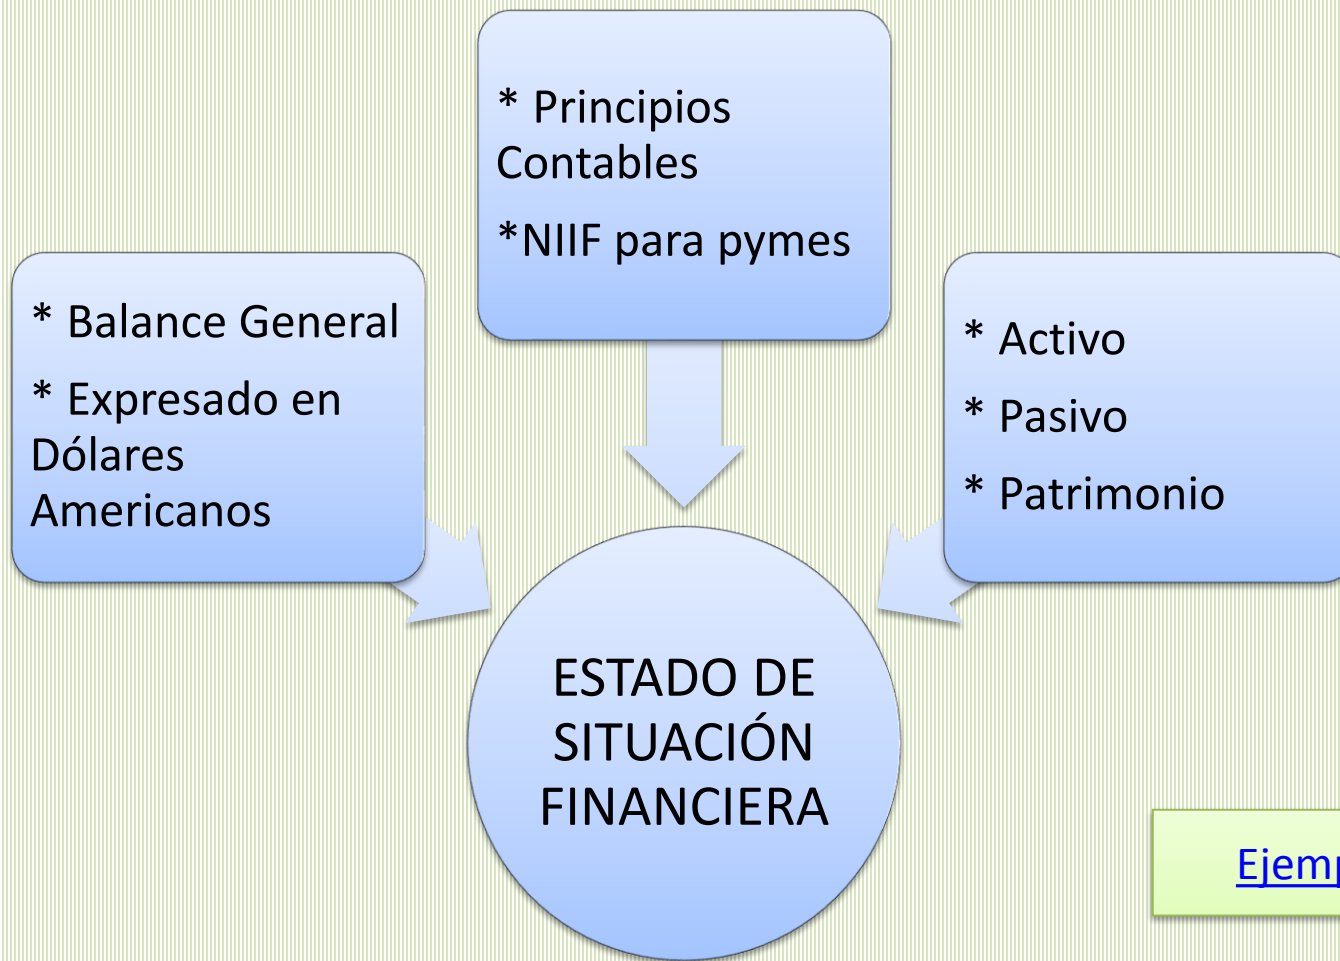 * Principios
Contables
*NIIF para pymes
* Balance General
* Expresado en
Dólares
Americanos
* Activo
* Pasivo
* Patrimonio
ESTADO DE
SITUACIÓN
FINANCIERA